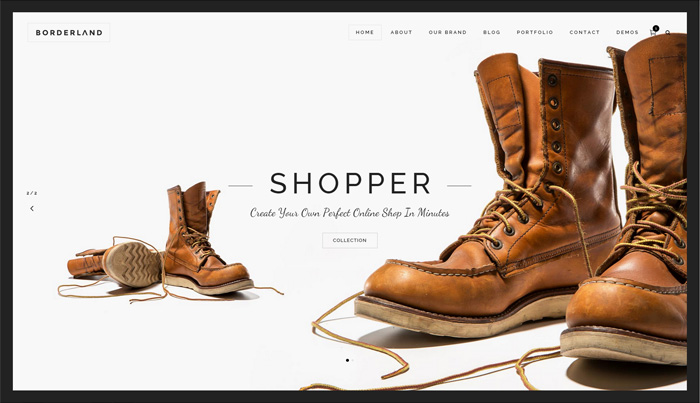 BORDERLAND
HOME ABOUT OUR BRAND BLOG PORTFOLIO CONTACT DEMOS
2/2
SHOPPER
Create Your Own Perfect Online Shop In Minutes
COLLECTION